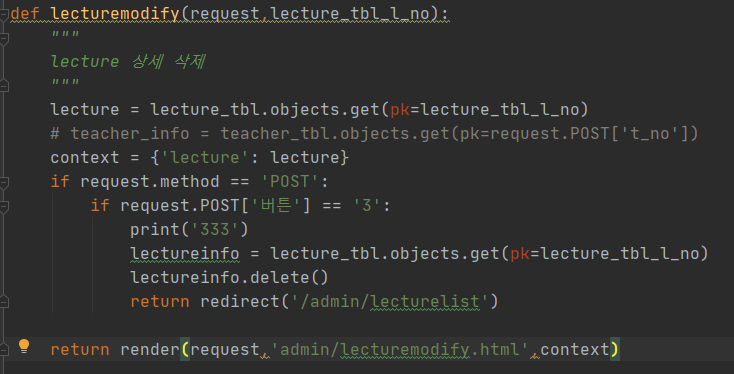 def lecturemodify(request,lecture_tbl_l_no):
    """
    lecture 상세 삭제
    """
    lecture = lecture_tbl.objects.get(pk=lecture_tbl_l_no)
    # teacher_info = teacher_tbl.objects.get(pk=request.POST['t_no'])
    context = {'lecture': lecture}
    if request.method == 'POST':
        if request.POST['버튼'] == '3':
            print('333')
            lectureinfo = lecture_tbl.objects.get(pk=lecture_tbl_l_no)
            lectureinfo.delete()
            return redirect('/admin/lecturelist')
    return render(request,'admin/lecturemodify.html',context)